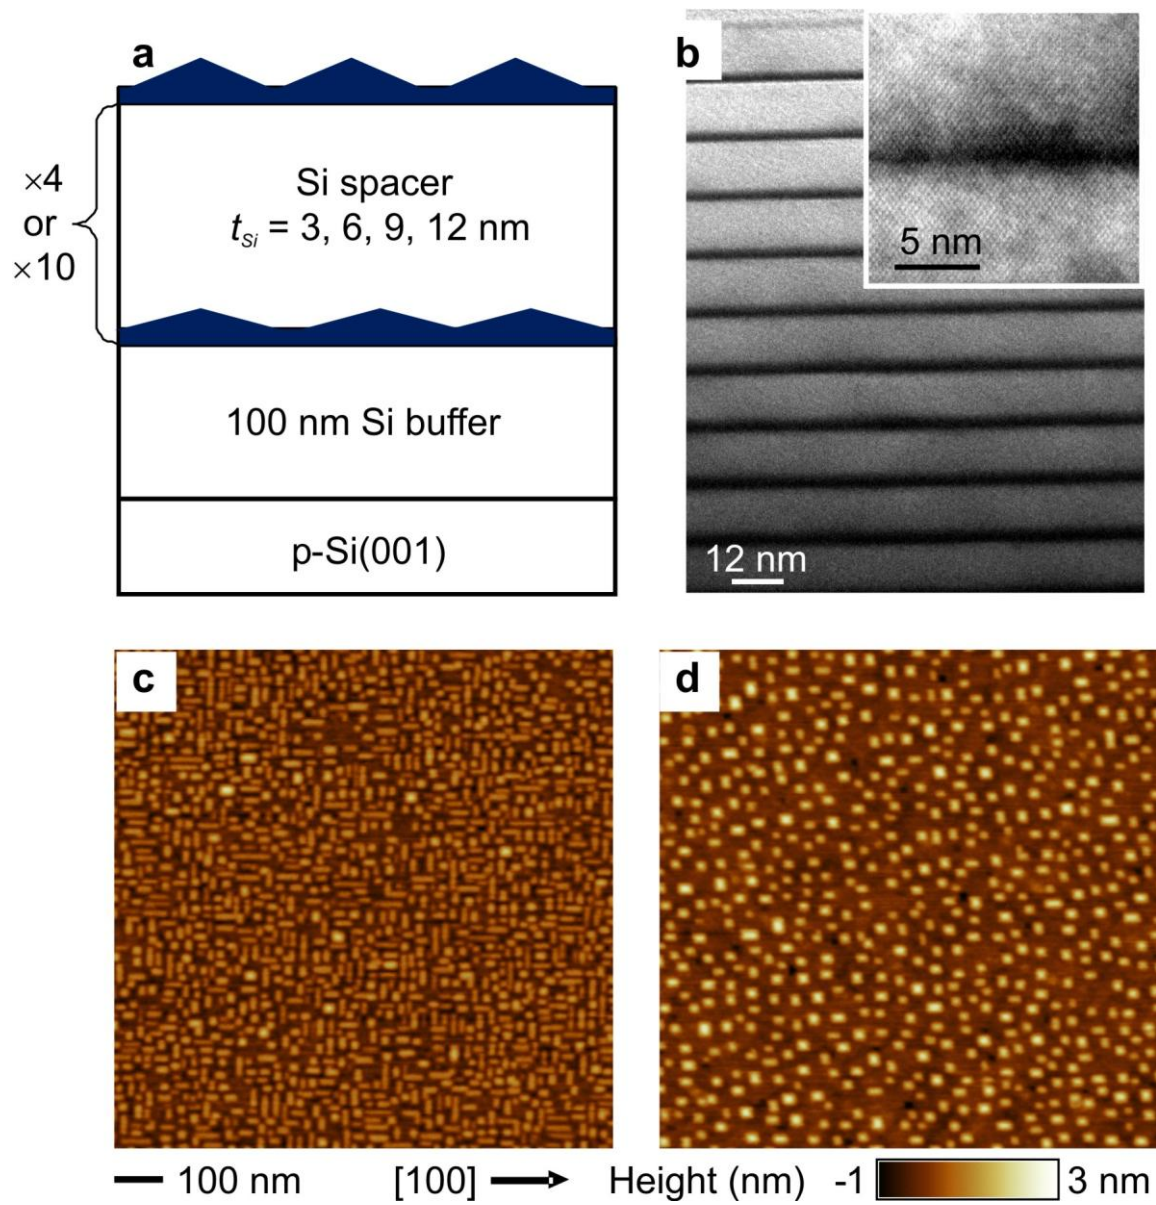 a
×4
or
×10
Si spacer
tSi = 3, 6, 9, 12 nm
100 nm Si buffer
p-Si(001)
b
5 nm
12 nm
c
d
100 nm [100] Height (nm) -1 3 nm